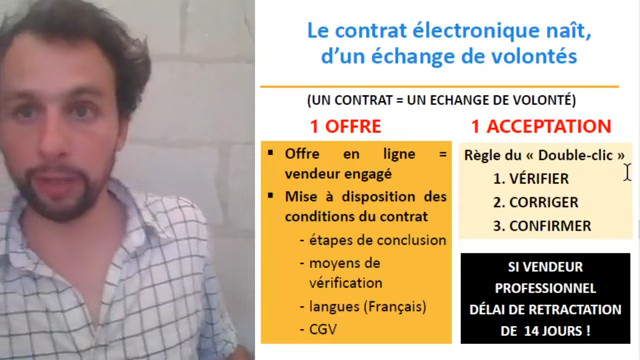 Le contrat électronique naît,
d’un échange de volontés
(UN CONTRAT = UN ECHANGE DE VOLONTÉ)
1 OFFRE
▪ Offre en ligne =
vendeur engagé
▪ Mise à disposition des
conditions du contrat
- étapes de conclusion
- moyens de
vérification
- langues (Français)
- CGV
1 ACCEPTATION
Règle du « Double-clic »
1. VÉRIFIER
2. CORRIGER
3. CONFIRMER
SI VENDEUR
PROFESSIONNEL
DÉLAI DE RETRACTATION
DE 14 JOURS !